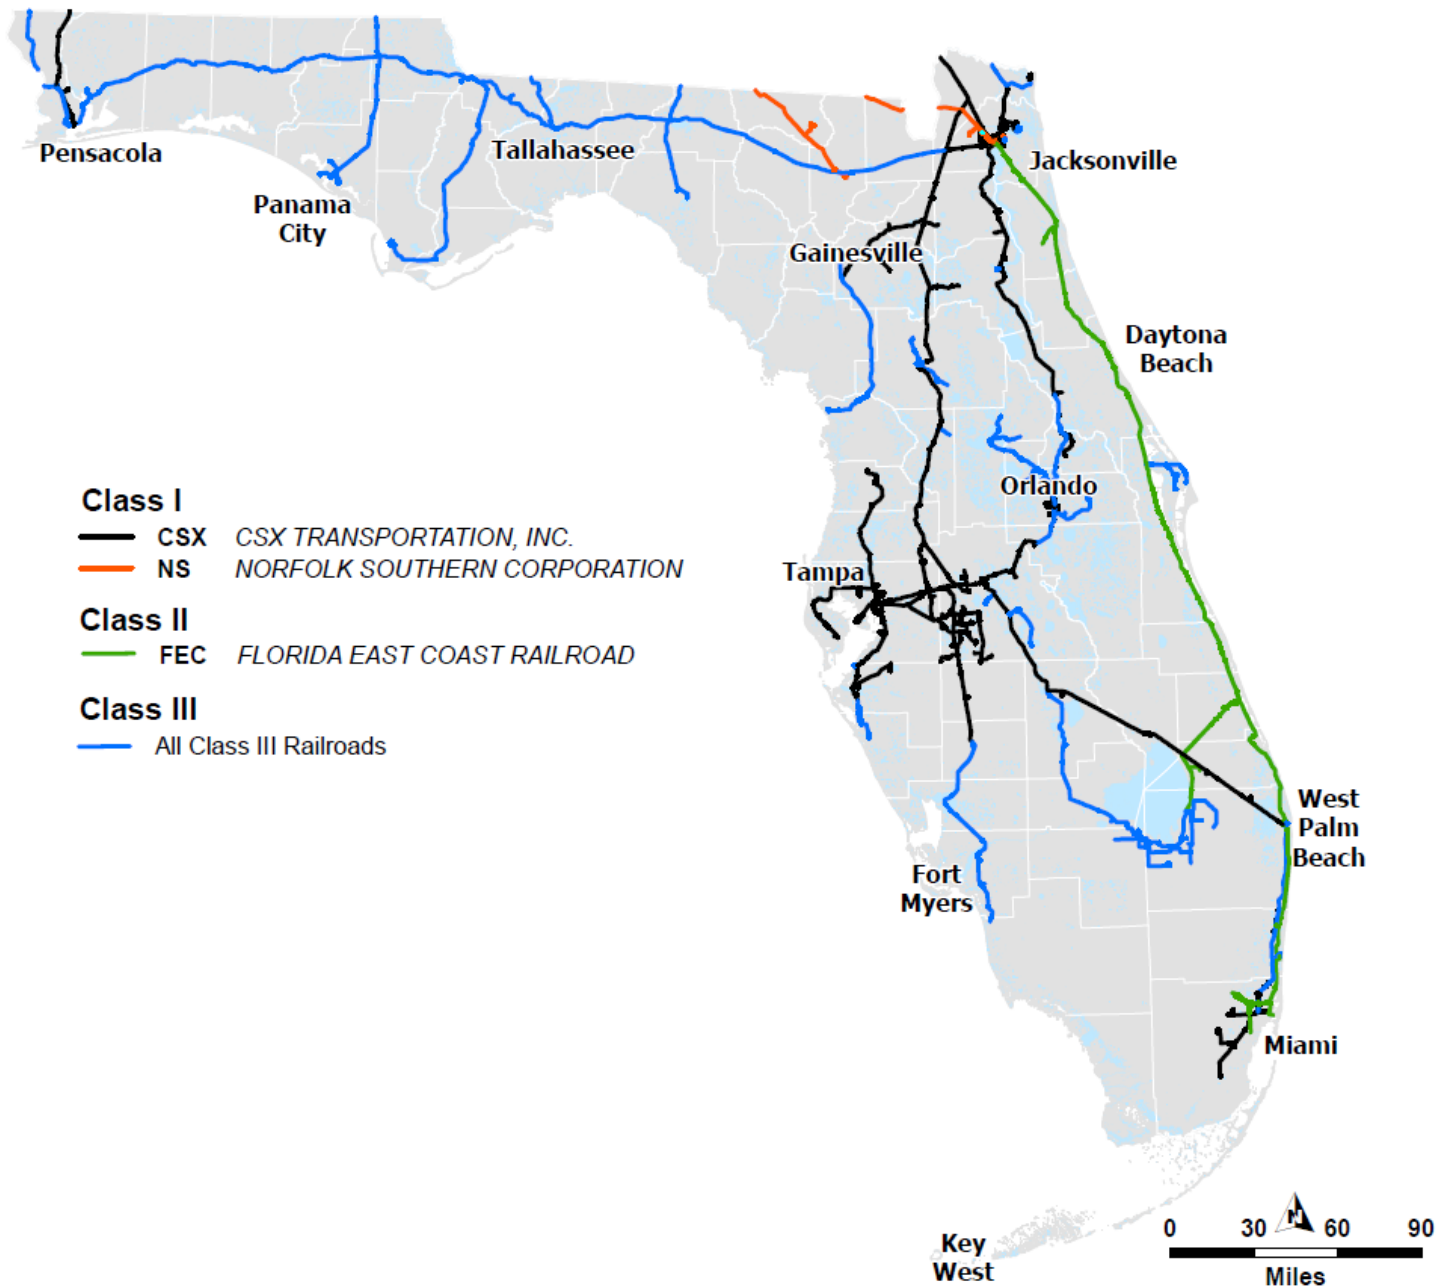 Pensacola
Tallahassee
Jacksonville
Panama
City
Gainesville
Daytona
Beach
Orlando
Class I
CSX CSX TRANSPORTATION, INC.
NS NORFOLK SOUTHERN CORPORATION
Class II
FEC FLORIDA EAST COAST RAILROAD
Class III
All Class III Railroads
Tampa
West
Palm
Beach
Fort
Myers
Miami
Key
West
N
0 30 60 90
Miles